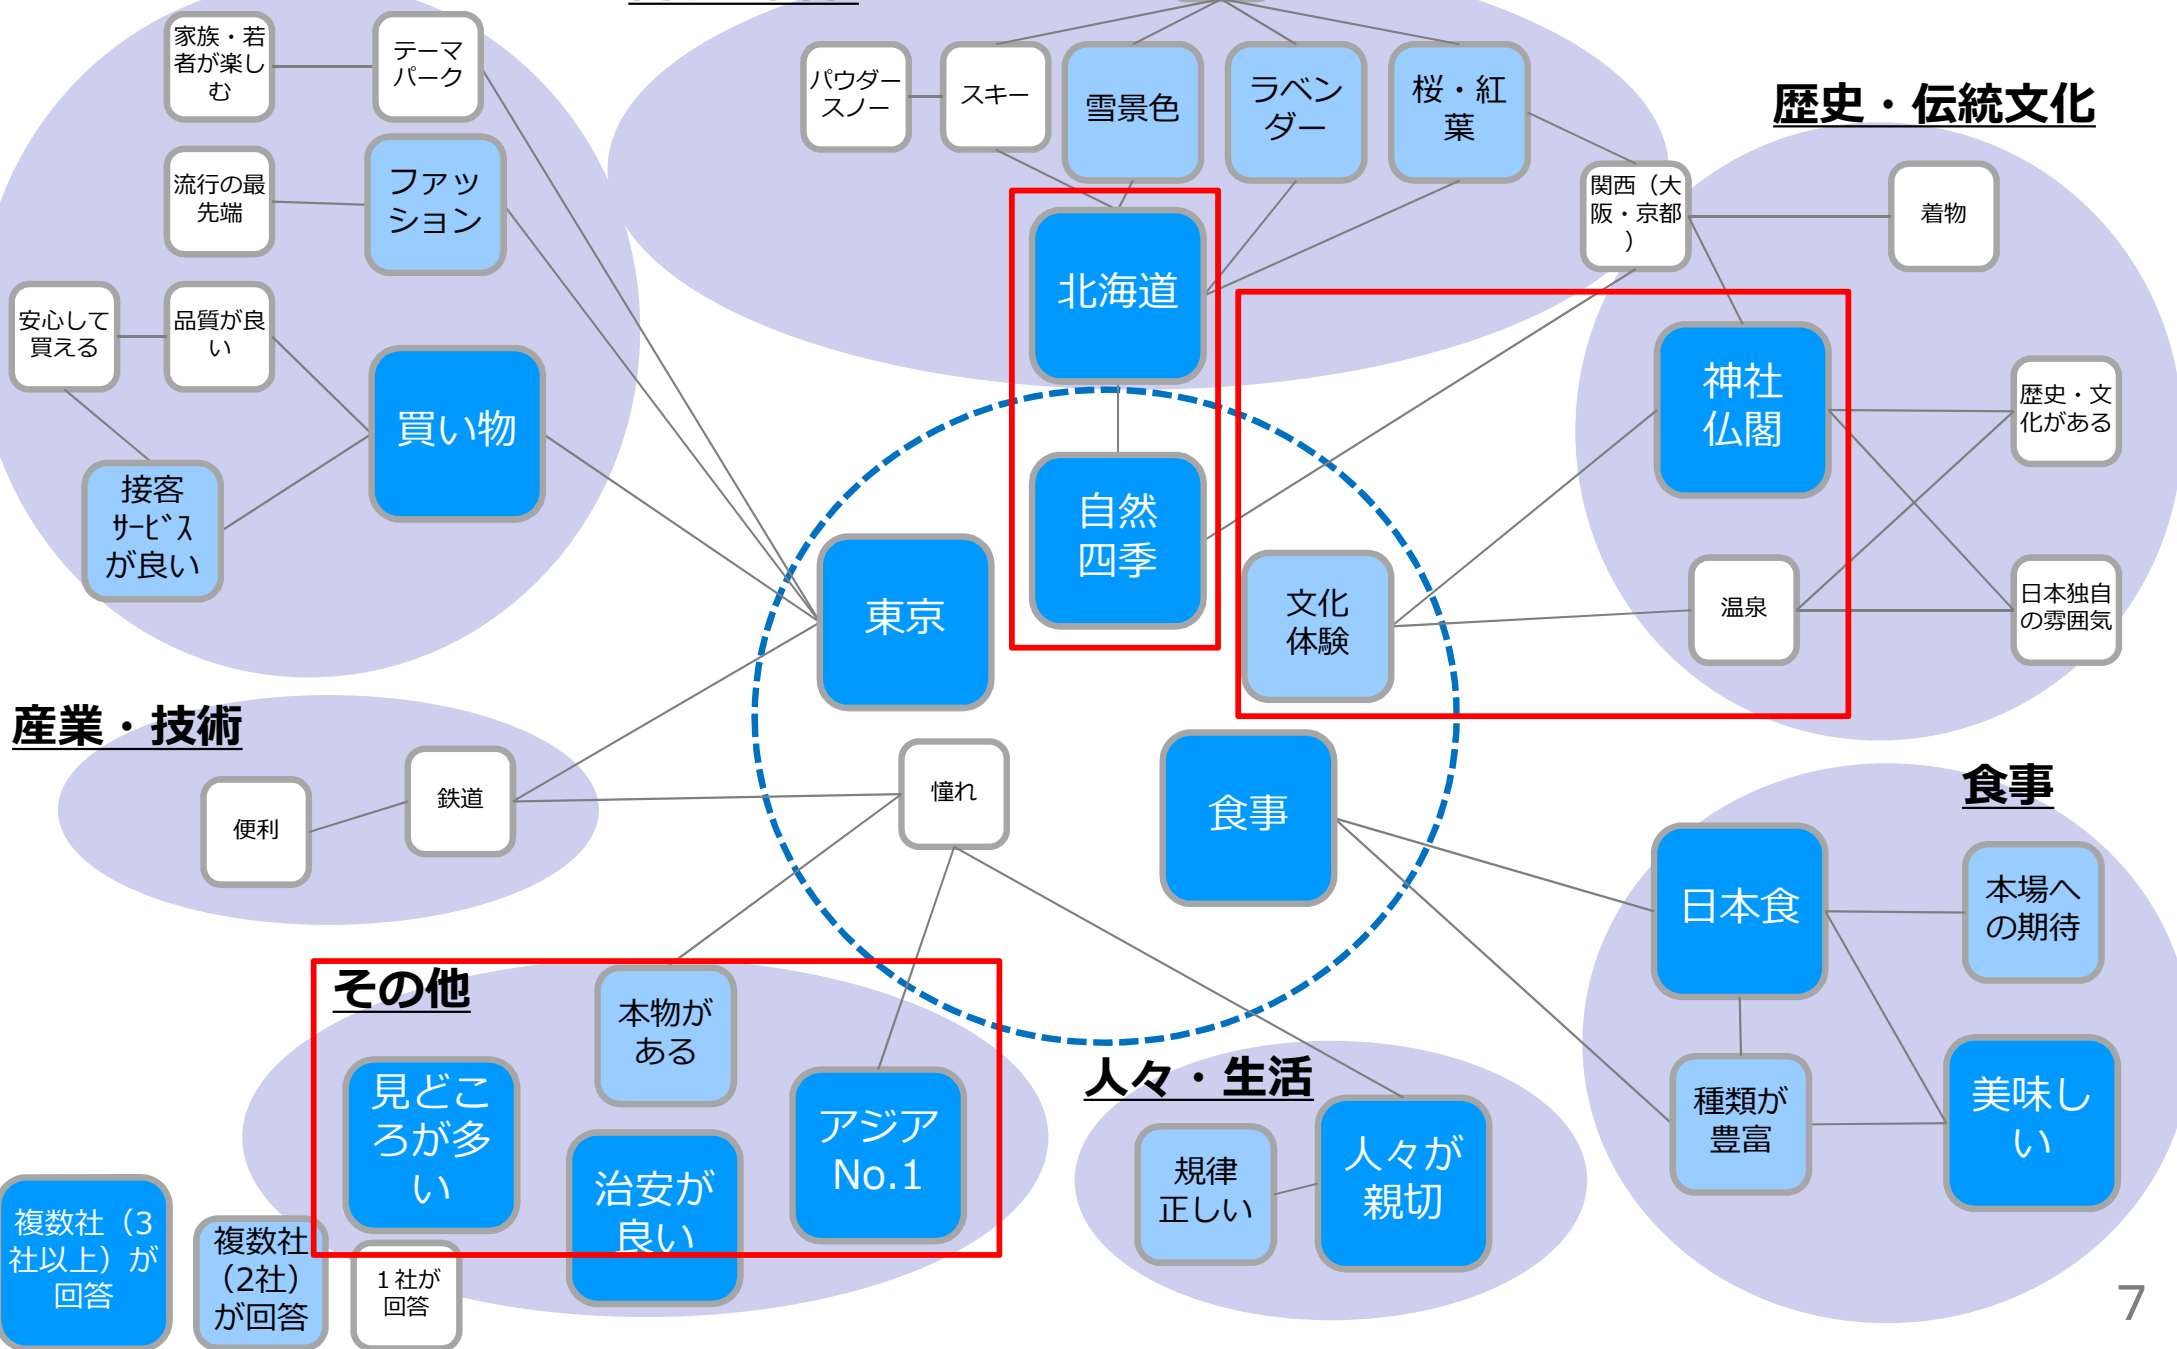 家族・若
者が楽し
む
テーマ
パーク
流行の最
先端
ファッ
ション
安心して
買える
品質が良
い
買い物
接客
ｻｰﾋﾞｽ
が良い
パウダー
スノー
スキー
雪景色
ラベン
ダー
桜・紅
葉
北海道
自然
四季
東京
憧れ
食事
文化
体験
歴史・伝統文化
関西（大
阪・京都
）
着物
神社
仏閣
歴史・文
化がある
温泉
日本独自
の雰囲気
産業・技術
便利
鉄道
食事
日本食
本場へ
の期待
種類が
豊富
美味し
い
その他
本物が
ある
見どこ
ろが多
い
治安が
良い
アジア
No.1
人々・生活
規律
正しい
人々が
親切
複数社（3
社以上）が
回答
複数社
（2社）
が回答
１社が
回答
7